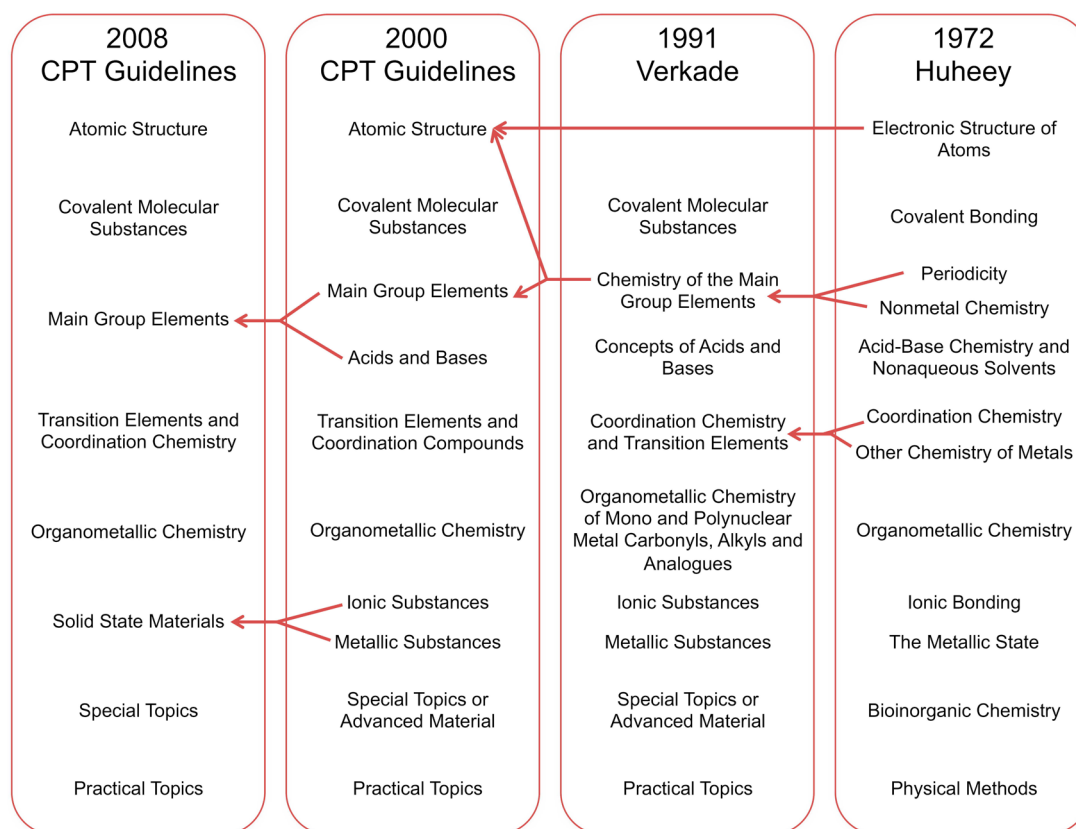 2008
CPT Guidelines
Atomic Structure
Covalent Molecular
Substances
Main Group Elements
Transition Elements and
Coordination Chemistry
Organometallic Chemistry
Solid State Materials
Special Topics
Practical Topics
2000
CPT Guidelines
Atomic Structure
Covalent Molecular
Substances
Main Group Elements
Acids and Bases
Transition Elements and
Coordination Compounds
Organometallic Chemistry
Ionic Substances
Metallic Substances
Special Topics or
Advanced Material
Practical Topics
1991
Verkade
Covalent Molecular
Substances
Chemistry of the Main
Group Elements
Concepts of Acids and
Bases
Coordination Chemistry
and Transition Elements
Organometallic Chemistry
of Mono and Polynuclear
Metal Carbonyls, Alkyls and
Analogues
Ionic Substances
Metallic Substances
Special Topics or
Advanced Material
Practical Topics
1972
Huheey
Electronic Structure of
Atoms
Covalent Bonding
Periodicity
Nonmetal Chemistry
Acid-Base Chemistry and
Nonaqueous Solvents
Coordination Chemistry
Other Chemistry of Metals
Organometallic Chemistry
Ionic Bonding
The Metallic State
Bioinorganic Chemistry
Physical Methods